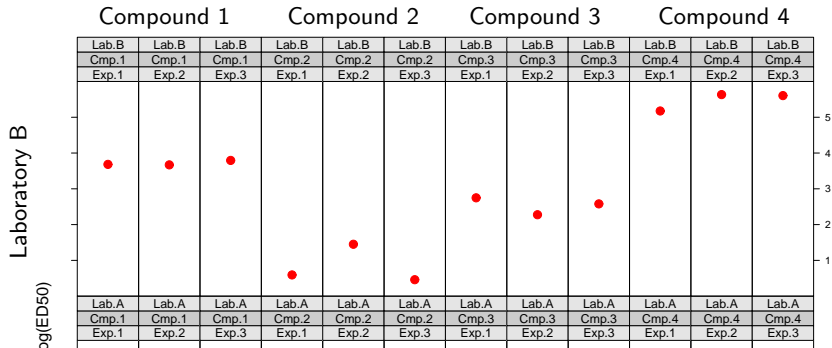 Compound 1 Compound 2 Compound 3 Compound 4
Lab.B Lab.B Lab.B Lab.B Lab.B Lab.B Lab.B Lab.B Lab.B Lab.B Lab.B Lab.B
Cmp.1 Cmp.1 Cmp.1 Cmp.2 Cmp.2 Cmp.2 Cmp.3 Cmp.3 Cmp.3 Cmp.4 Cmp.4 Cmp.4
Exp.1 Exp.2 Exp.3 Exp.1 Exp.2 Exp.3 Exp.1 Exp.2 Exp.3 Exp.1 Exp.2 Exp.3
Laboratory B
5
4
3
2
1
Lab.A Lab.A Lab.A Lab.A Lab.A Lab.A Lab.A Lab.A Lab.A Lab.A Lab.A Lab.A
Cmp.1 Cmp.1 Cmp.1 Cmp.2 Cmp.2 Cmp.2 Cmp.3 Cmp.3 Cmp.3 Cmp.4 Cmp.4 Cmp.4
Exp.1 Exp.2 Exp.3 Exp.1 Exp.2 Exp.3 Exp.1 Exp.2 Exp.3 Exp.1 Exp.2 Exp.3